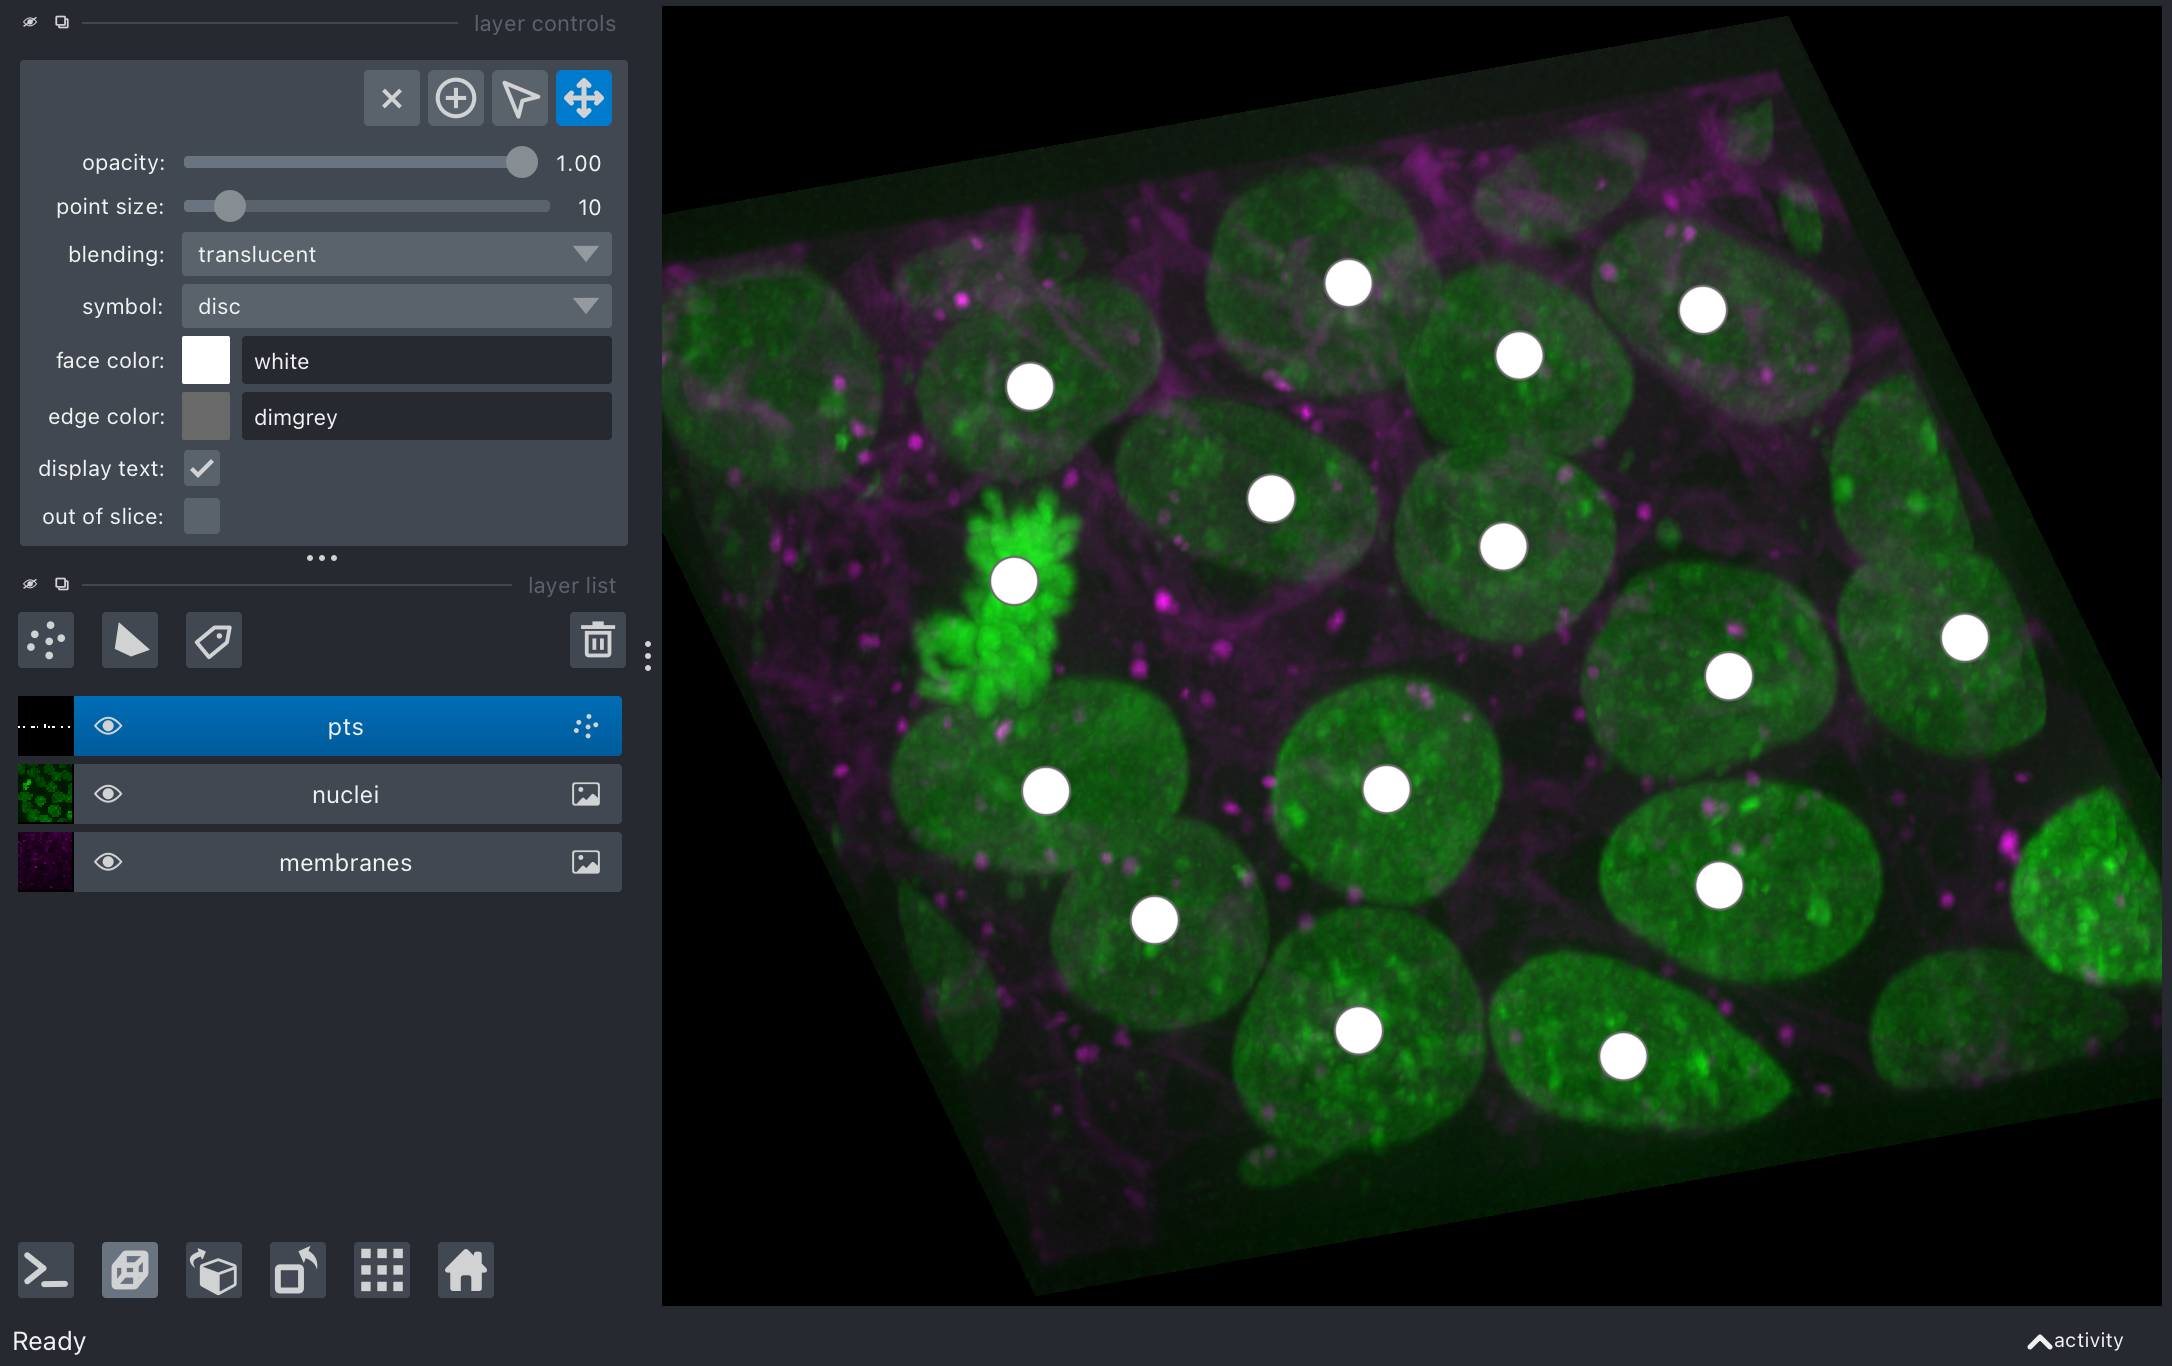 layer controls
opacity: 1.00
point size: 10
blending: translucent
symbol: disc
face color: white
edge color: dimgrey
display text:
out of slice:
layer list
pts
nuclei
membranes
Ready
activity